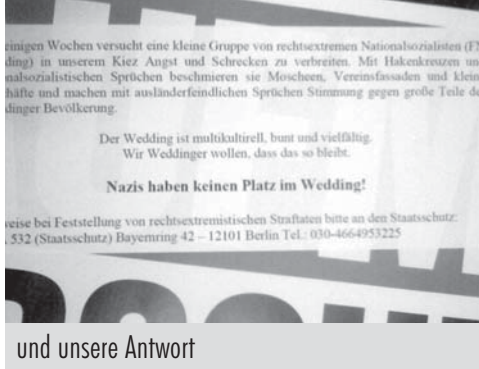 einigen Wochen versucht eine kleine Gruppe von rechtsextremen Nationalsozialisten (F
ding) in unserem Kiez Angst und Schrecken zu verbreiten. Mit Hakenkreuzen un
nalsozialistischen Sprüchen beschmieren sie Moscheen, Vereinsfassaden und klein
häfte und machen mit ausländerfeindlichen Sprüchen Stimmung gegen große Teile de
dinger Bevölkerung.
Der Wedding ist multikultirell, bunt und vielfältig.
Wir Weddinger wollen, dass das so bleibt.
Nazis haben keinen Platz im Wedding!
weise bei Feststellung von rechtsextremistischen Straftaten bitte an den Staatsschutz:
. 532 (Staatsschutz) Bayernring 42 – 12101 Berlin Tel.: 030-4664953225
und unsere Antwort